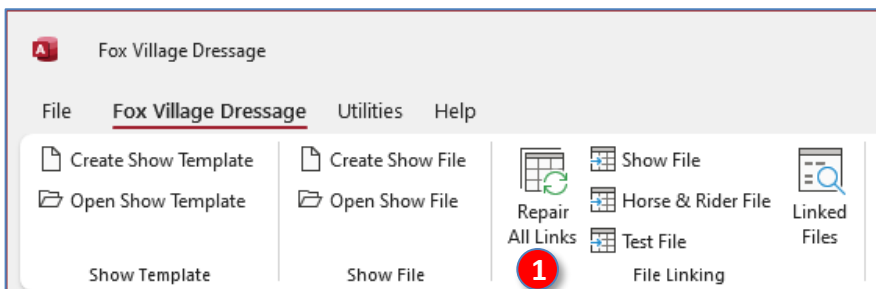 Fox Village Dressage
File Fox Village Dressage Utilities Help
Create Show Template
Open Show Template
Show Template
Create Show File
Open Show File
Show File
Repair
All Links
1
Show File
Horse & Rider File
Test File
Linked
Files
File Linking